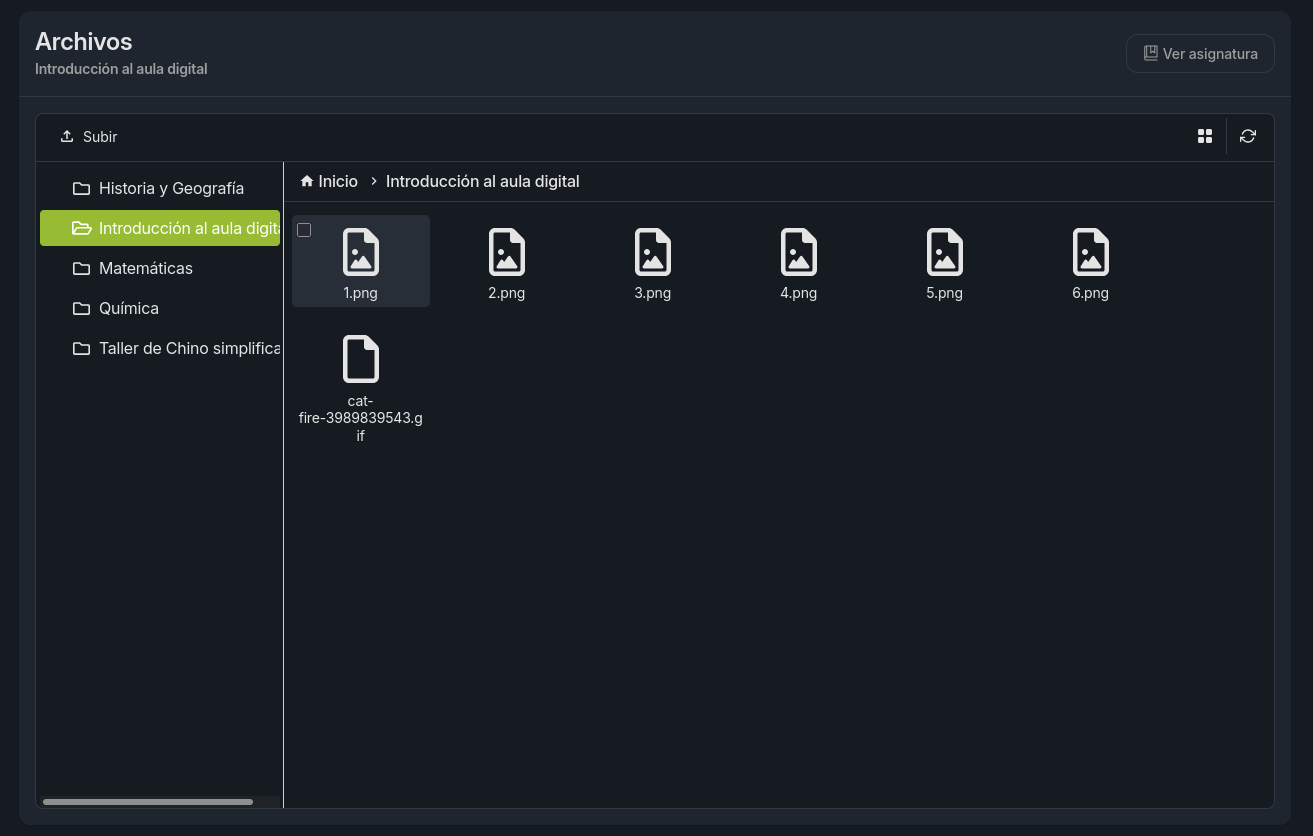 Archivos
Introducción al aula digital
Ver asignatura
Subir
Historia y Geografía
Introducción al aula digita
Matemáticas
Química
Taller de Chino simplifica
Inicio > Introducción al aula digital
1.png
2.png
3.png
4.png
5.png
6.png
cat-
fire-3989839543.g
if